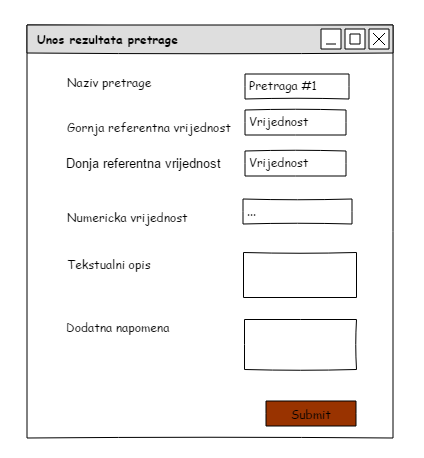 Unos rezultata pretrage
Naziv pretrage Pretraga #1
Gornja referentna vrijednost Vrijednost
Donja referentna vrijednost Vrijednost
Numericka vrijednost ...
Tekstualni opis
Dodatna napomena
Submit